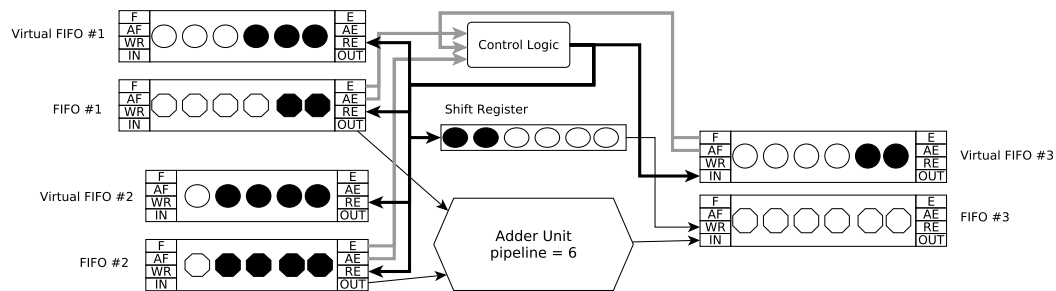 Virtual FIFO #1
F
AF
WR
IN
E
AE
RE
OUT
FIFO #1
F
AF
WR
IN
E
AE
RE
OUT
Control Logic
Shift Register
Virtual FIFO #2
F
AF
WR
IN
E
AE
RE
OUT
FIFO #2
F
AF
WR
IN
E
AE
RE
OUT
Adder Unit
pipeline = 6
F
AF
WR
IN
E
AE
RE
OUT
Virtual FIFO #3
F
AF
WR
IN
E
AE
RE
OUT
FIFO #3